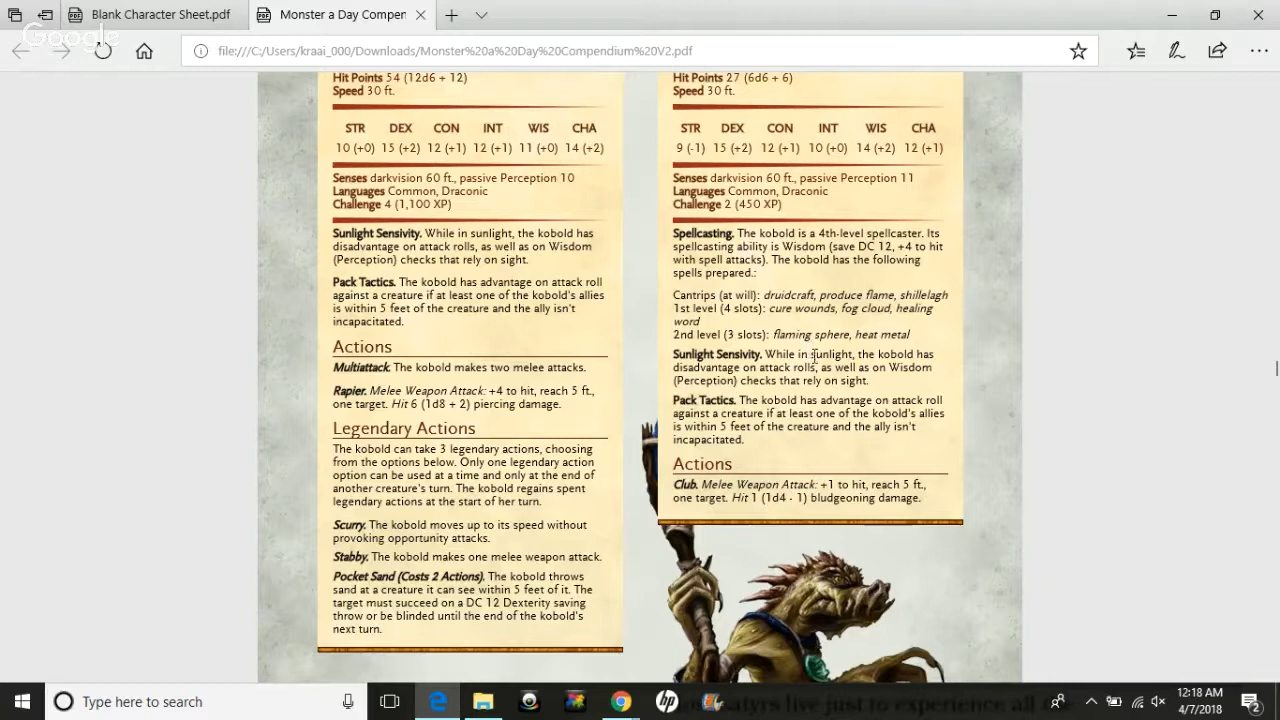 Blank Character Sheet.pdf
Monster a Day Compend
Google
file:///C:/Users/kraai_000/Downloads/Monster%20a%20Day%20Compendium%20V2.pdf
Hit Points 54 (12d6 + 12)
Speed 30 ft.
STR DEX CON INT WIS CHA
10 (+0) 15 (+2) 12 (+1) 12 (+1) 11 (+0) 14 (+2)
Senses darkvision 60 ft., passive Perception 10
Languages Common, Draconic
Challenge 4 (1,100 XP)
Sunlight Sensivity. While in sunlight, the kobold has
disadvantage on attack rolls, as well as on Wisdom
(Perception) checks that rely on sight.
Pack Tactics. The kobold has advantage on attack roll
against a creature if at least one of the kobold's allies
is within 5 feet of the creature and the ally isn't
incapacitated.
Actions
Multiattack. The kobold makes two melee attacks.
Rapier. Melee Weapon Attack: +4 to hit, reach 5 ft.,
one target. Hit 6 (1d8 + 2) piercing damage.
Legendary Actions
The kobold can take 3 legendary actions, choosing
from the options below. Only one legendary action
option can be used at a time and only at the end of
another creature's turn. The kobold regains spent
legendary actions at the start of her turn.
Scurry. The kobold moves up to its speed without
provoking opportunity attacks.
Stabby. The kobold makes one melee weapon attack.
Pocket Sand (Costs 2 Actions). The kobold throws
sand at a creature it can see within 5 feet of it. The
target must succeed on a DC 12 Dexterity saving
throw or be blinded until the end of the kobold's
next turn.
Hit Points 27 (6d6 + 6)
Speed 30 ft.
STR DEX CON INT WIS CHA
9 (-1) 15 (+2) 12 (+1) 10 (+0) 14 (+2) 12 (+1)
Senses darkvision 60 ft., passive Perception 11
Languages Common, Draconic
Challenge 2 (450 XP)
Spellcasting. The kobold is a 4th-level spellcaster. Its
spellcasting ability is Wisdom (save DC 12, +4 to hit
with spell attacks). The kobold has the following
spells prepared.:
Cantrips (at will): druidcraft, produce flame, shillelagh
1st level (4 slots): cure wounds, fog cloud, healing
word
2nd level (3 slots): flaming sphere, heat metal
Sunlight Sensivity. While in sunlight, the kobold has
disadvantage on attack rolls, as well as on Wisdom
(Perception) checks that rely on sight.
Pack Tactics. The kobold has advantage on attack roll
against a creature if at least one of the kobold's allies
is within 5 feet of the creature and the ally isn't
incapacitated.
Actions
Club. Melee Weapon Attack: +1 to hit, reach 5 ft.,
one target. Hit 1 (1d4 - 1) bludgeoning damage.
Type here to search
hp
12:18 AM
4/7/2018
2